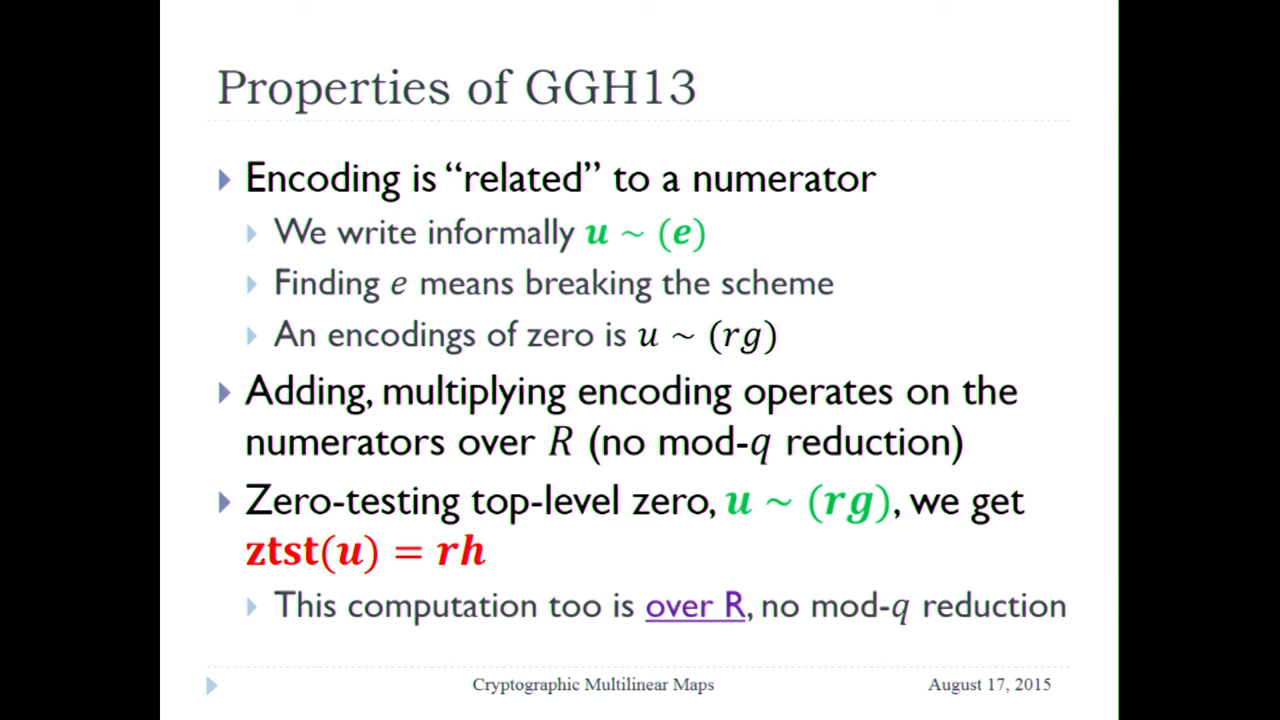 Properties of GGH13
Encoding is “related” to a numerator
We write informally u ~ (e)
Finding e means breaking the scheme
An encodings of zero is u ~ (rg)
Adding, multiplying encoding operates on the
numerators over R (no mod-q reduction)
Zero-testing top-level zero, u ~ (rg), we get
ztst(u) = rh
This computation too is over R, no mod-q reduction
Cryptographic Multilinear Maps
August 17, 2015